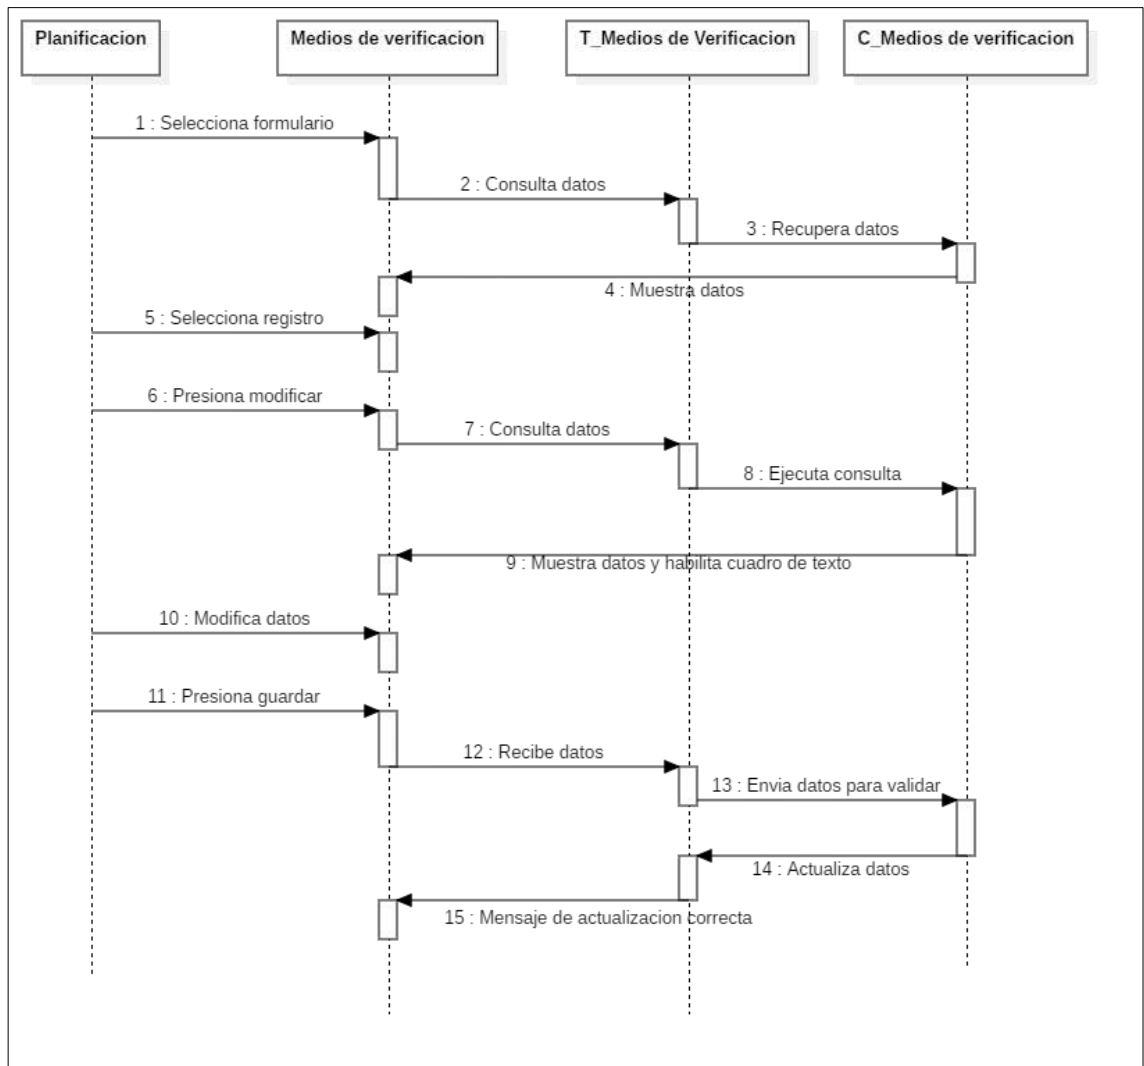 Planificacion
Medios de verificacion
T_Medios de Verificacion
C_Medios de verificacion
1 : Selecciona formulario
2 : Consulta datos
3 : Recupera datos
4 : Muestra datos
5 : Selecciona registro
6 : Presiona modificar
7 : Consulta datos
8 : Ejecuta consulta
9 : Muestra datos y habilita cuadro de texto
10 : Modifica datos
11 : Presiona guardar
12 : Recibe datos
13 : Envia datos para validar
14 : Actualiza datos
15 : Mensaje de actualizacion correcta